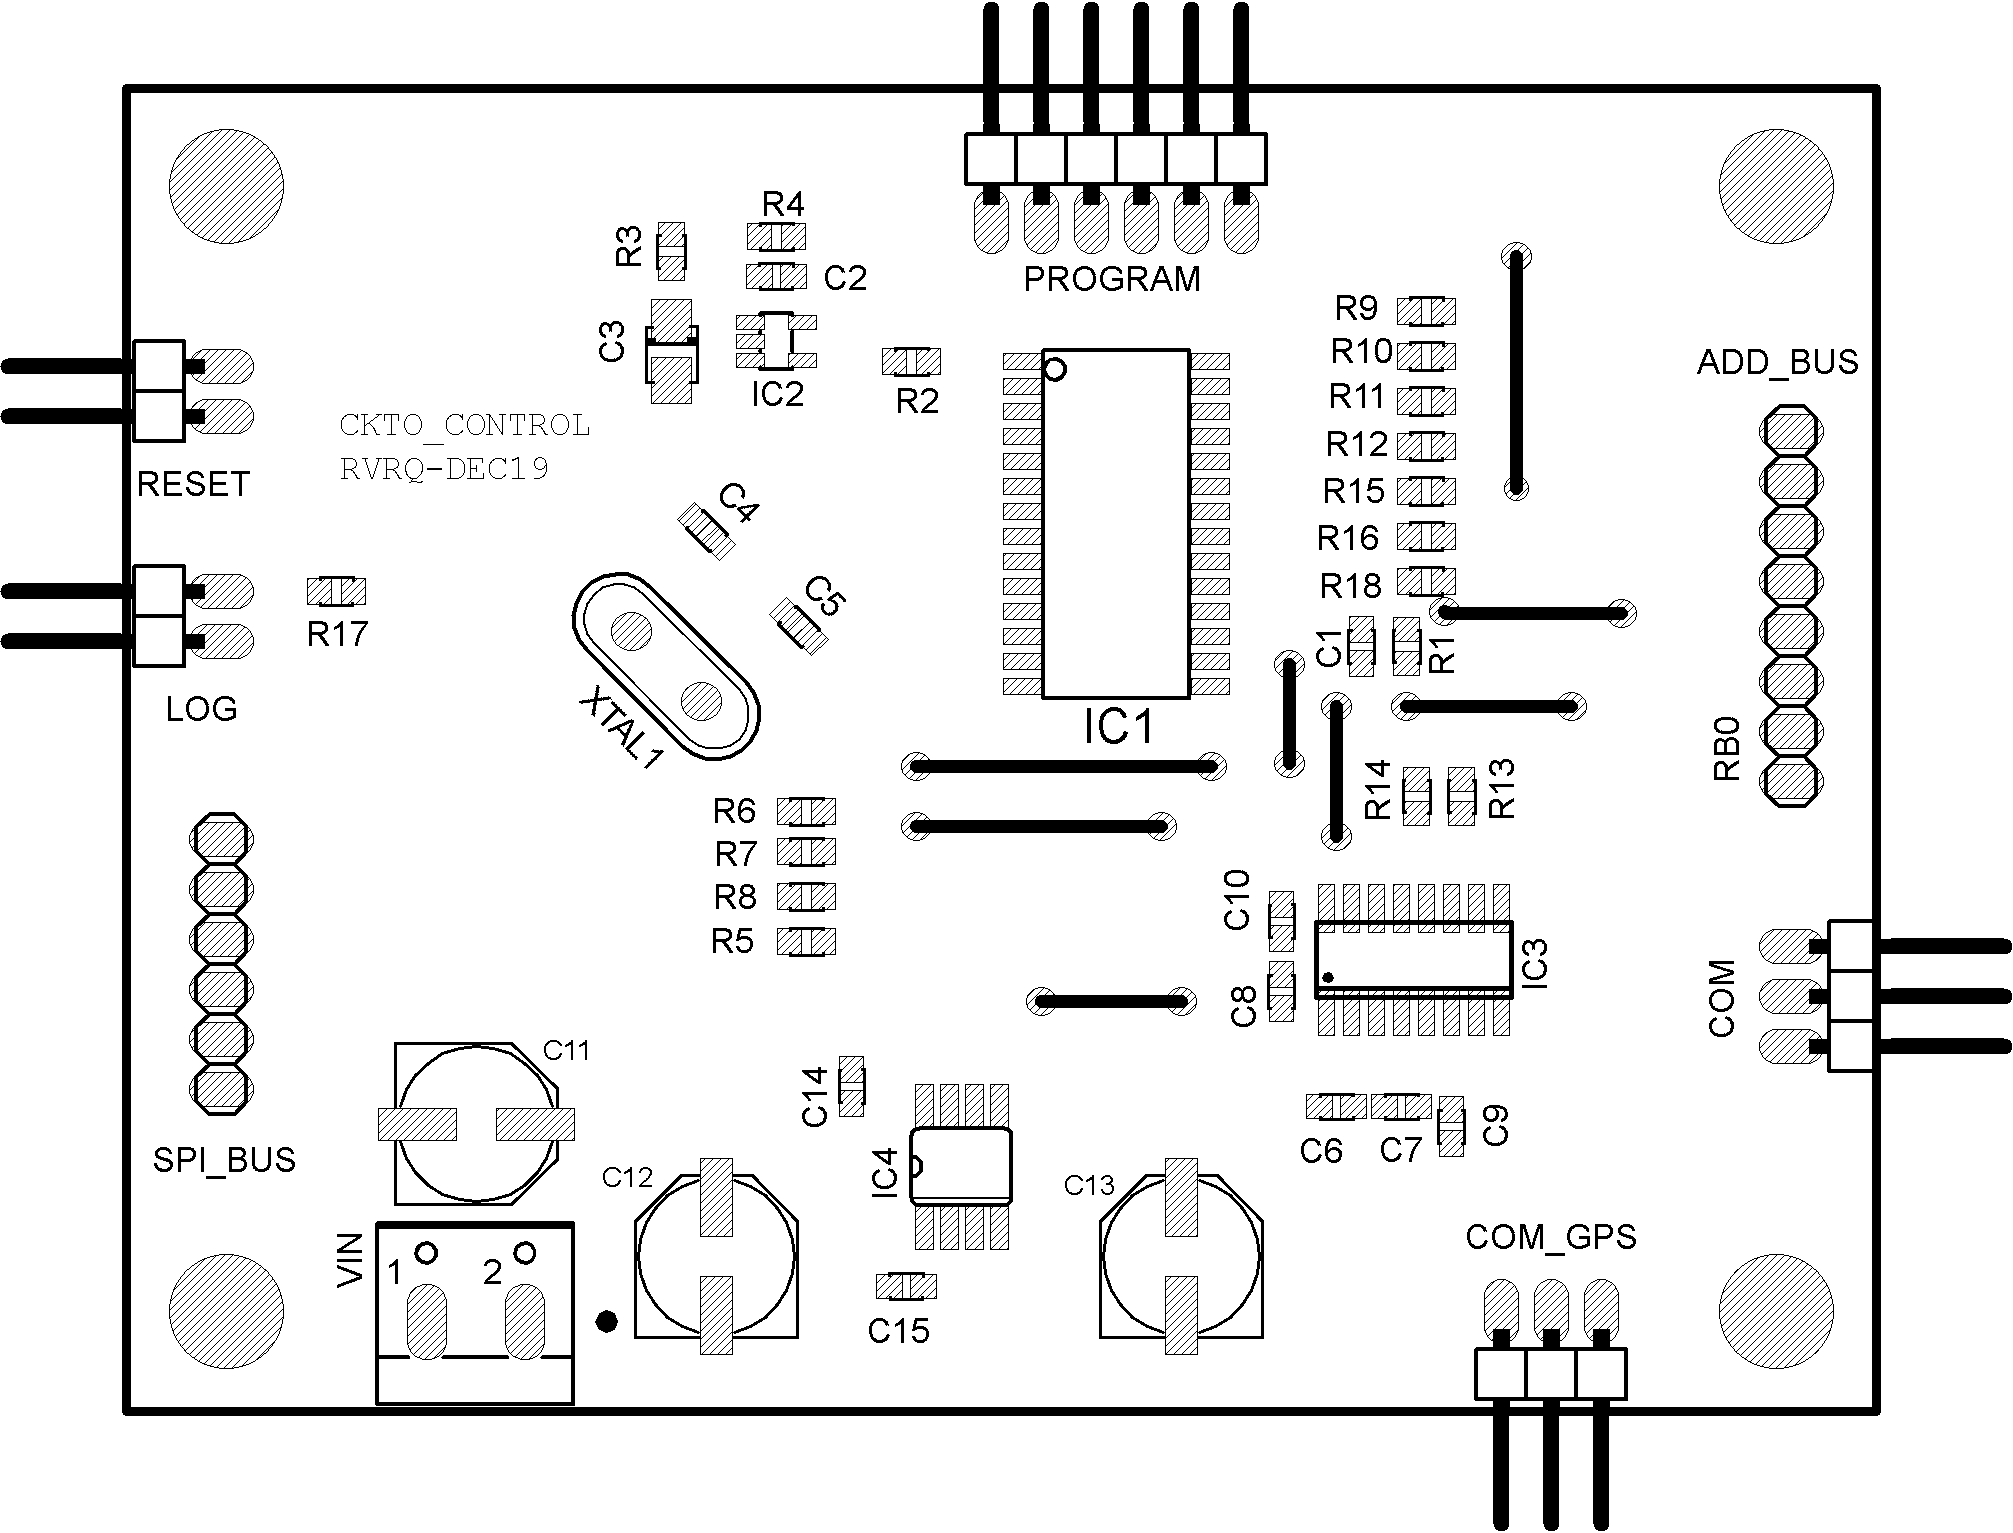 R4
R3
C2
PROGRAM
C3
IC2
R2
R9
R10
R11
R12
R15
R16
R18
ADD_BUS
CKTO_CONTROL
RVRQ-DEC19
RESET
C4
C5
R17
LOG
XTAL1
IC1
C1
R1
RB0
R14
R13
R6
R7
R8
R5
C10
C8
IC3
COM
C11
C14
SPI_BUS
C12
IC4
C13
C6
C7
C9
COM_GPS
VIN
1
2
C15